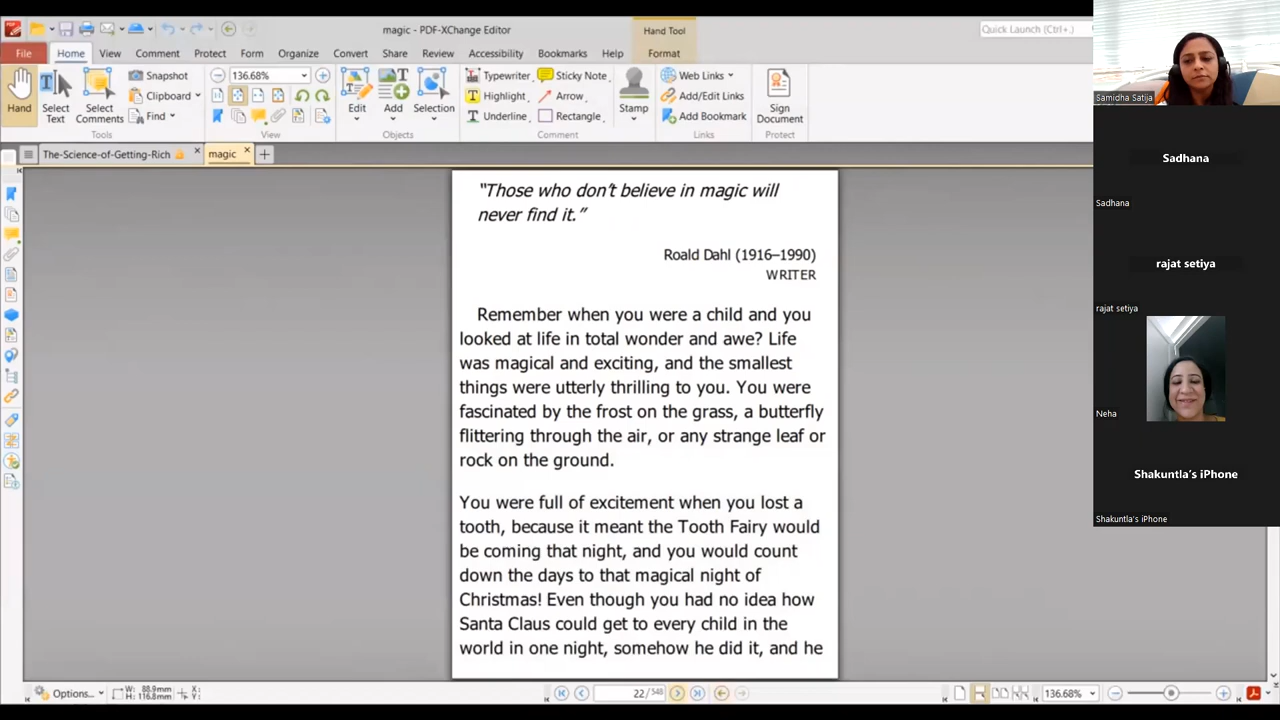 magic - PDF-XChange Editor
Hand Tool
Quick Launch (Ctrl+.)
File
Home
View
Comment
Protect
Form
Organize
Convert
Share
Review
Help
Format
Hand
Select
Text
Select
Comments
Snapshot
Clipboard
Find
Tools
136.68%
View
Edit
Add
Objects
Typewriter
Highlight
Underline
Sticky Note
Arrow
Rectangle
Stamp
Comment
Web Links
Add/Edit Links
Add Bookmark
Links
Sign
Document
Protect
The-Science-of-Getting-Rich
magic
"Those who don't believe in magic will
never find it."
Roald Dahl (1916–1990)
WRITER
Remember when you were a child and you
looked at life in total wonder and awe? Life
was magical and exciting, and the smallest
things were utterly thrilling to you. You were
fascinated by the frost on the grass, a butterfly
flittering through the air, or any strange leaf or
rock on the ground.
You were full of excitement when you lost a
tooth, because it meant the Tooth Fairy would
be coming that night, and you would count
down the days to that magical night of
Christmas! Even though you had no idea how
Santa Claus could get to every child in the
world in one night, somehow he did it, and he
Options...
W: 88.9mm
H: 116.8mm
X:
Y:
22/548
136.68%
Samidha Satija
Sadhana
Sadhana
rajat setiya
rajat setiya
Neha
Shakuntla's iPhone
Shakuntla's iPhone